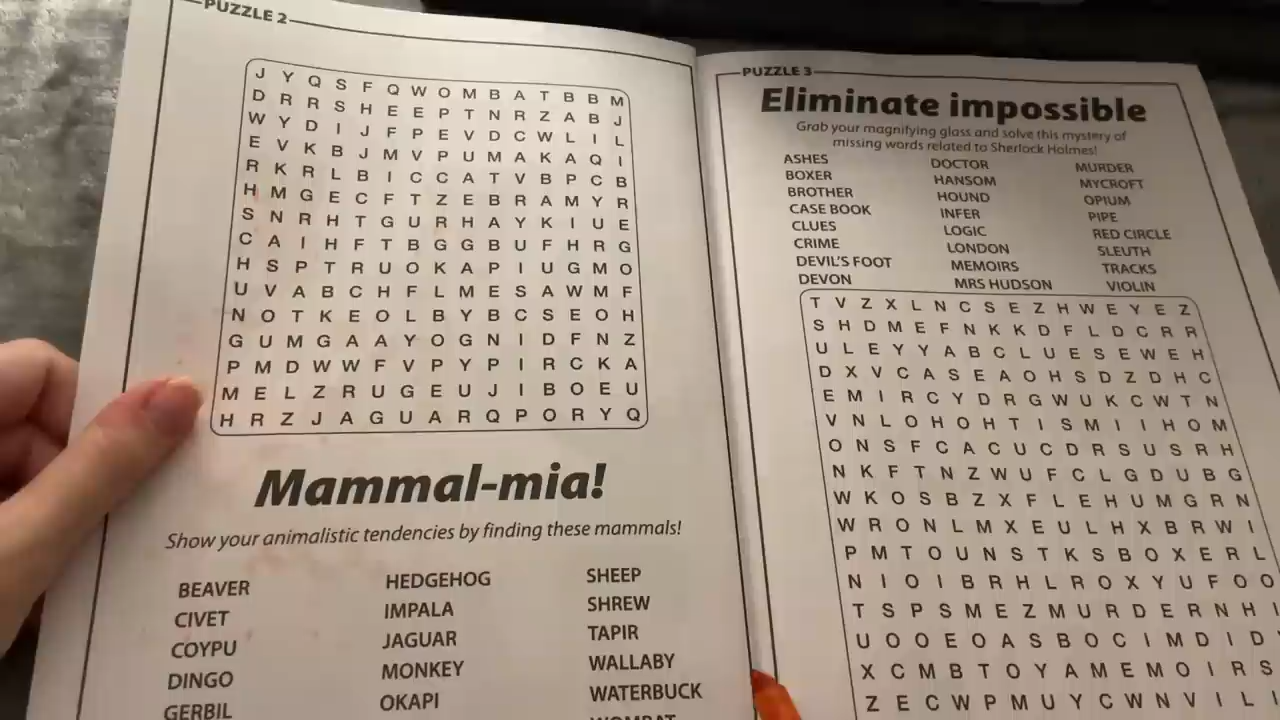 PUZZLE 2
J Y Q S F Q W O M B A T B B M
D R R S H E E P T N R Z A B J
W Y D I J F P E V D C W L I L
E V K B J M V P U M A K A Q I
R K R L B I C C A T V B P C B
H M G E C F T Z E B R A M Y R
S N R H T G U R H A Y K I U E
C A I H F T B G G B U F H R G
H S P T R U O K A P I U G M O
U V A B C H F L M E S A W M F
N O T K E O L B Y B C S E O H
G U M G A A Y O G N I D F N Z
P M D W W F V P Y P I R C K A
M E L Z R U G E U J I B O E U
H R Z J A G U A R Q P O R Y Q
Mammal-mia!
Show your animalistic tendencies by finding these mammals!
BEAVER HEDGEHOG SHEEP
CIVET IMPALA SHREW
COYPU JAGUAR TAPIR
DINGO MONKEY WALLABY
GERBIL OKAPI WATERBUCK
WOMBAT
PUZZLE 3
Eliminate impossible
Grab your magnifying glass and solve this mystery of
missing words related to Sherlock Holmes!
ASHES DOCTOR MURDER
BOXER HANSOM MYCROFT
BROTHER HOUND OPIUM
CASE BOOK INFER PIPE
CLUES LOGIC RED CIRCLE
CRIME LONDON SLEUTH
DEVIL'S FOOT MEMOIRS TRACKS
DEVON MRS HUDSON VIOLIN
T V Z X L N C S E Z H W E Y E Z
S H D M E F N K K D F L D C R R
U L E Y Y A B C L U E S E W E H
D X V C A S E A O H S D Z D H C
E M I R C Y D R G W U K C W T N
V N L O H O H T I S M I I H O M
O N S F C A C U C D R S U S R H
N K F T N Z W U F C L G D U B G
W K O S B Z X F L E H U M G R N
W R O N L M X E U L H X B R W I
P M T O U N S T K S B O X E R L
N I O I B R H L R O X Y U F O O
T S P S M E Z M U R D E R N H
U O O E O A S B O C I M D I D
X C M B T O Y A M E M O I R S
Z E C W P M U Y C W N V I L